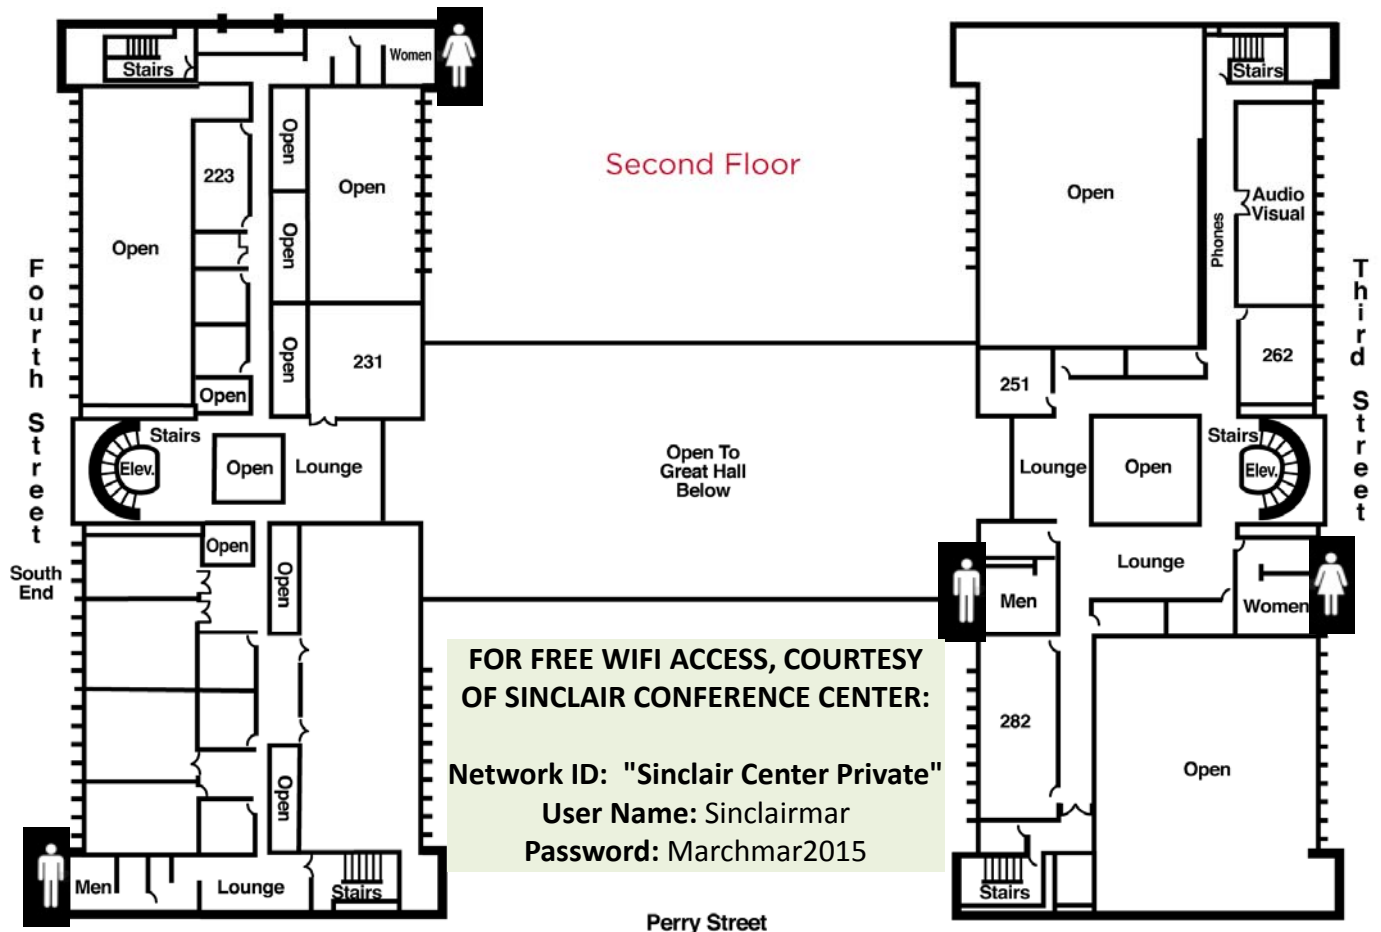 Stairs
Women
Second Floor
Stairs
223
Open
Open
Open
Open
Open
Audio
Visual
Phones
Open
Fourth Street
Third Street
Open
231
Open
251
262
Stairs
Elev.
Open
Lounge
Open To
Great Hall
Below
Lounge
Open
Stairs
Elev.
South
End
Open
Open
Lounge
Men
Women
FOR FREE WIFI ACCESS, COURTESY
OF SINCLAIR CONFERENCE CENTER:
Network ID: "Sinclair Center Private"
User Name: Sinclairmar
Password: Marchmar2015
282
Open
Open
Men
Lounge
Stairs
Stairs
Perry Street